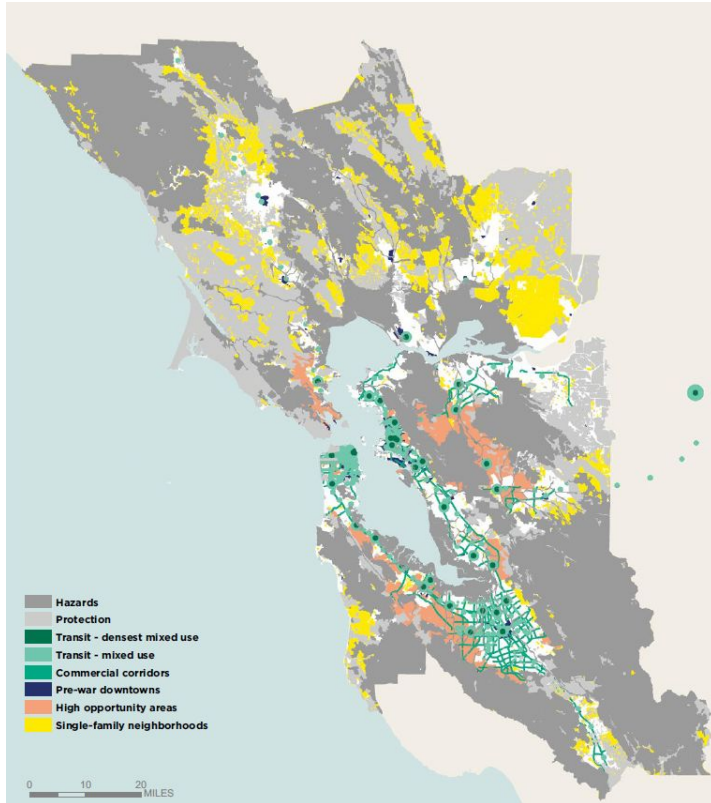 Hazards
Protection
Transit - densest mixed use
Transit - mixed use
Commercial corridors
Pre-war downtowns
High opportunity areas
Single-family neighborhoods
0 10 20
MILES